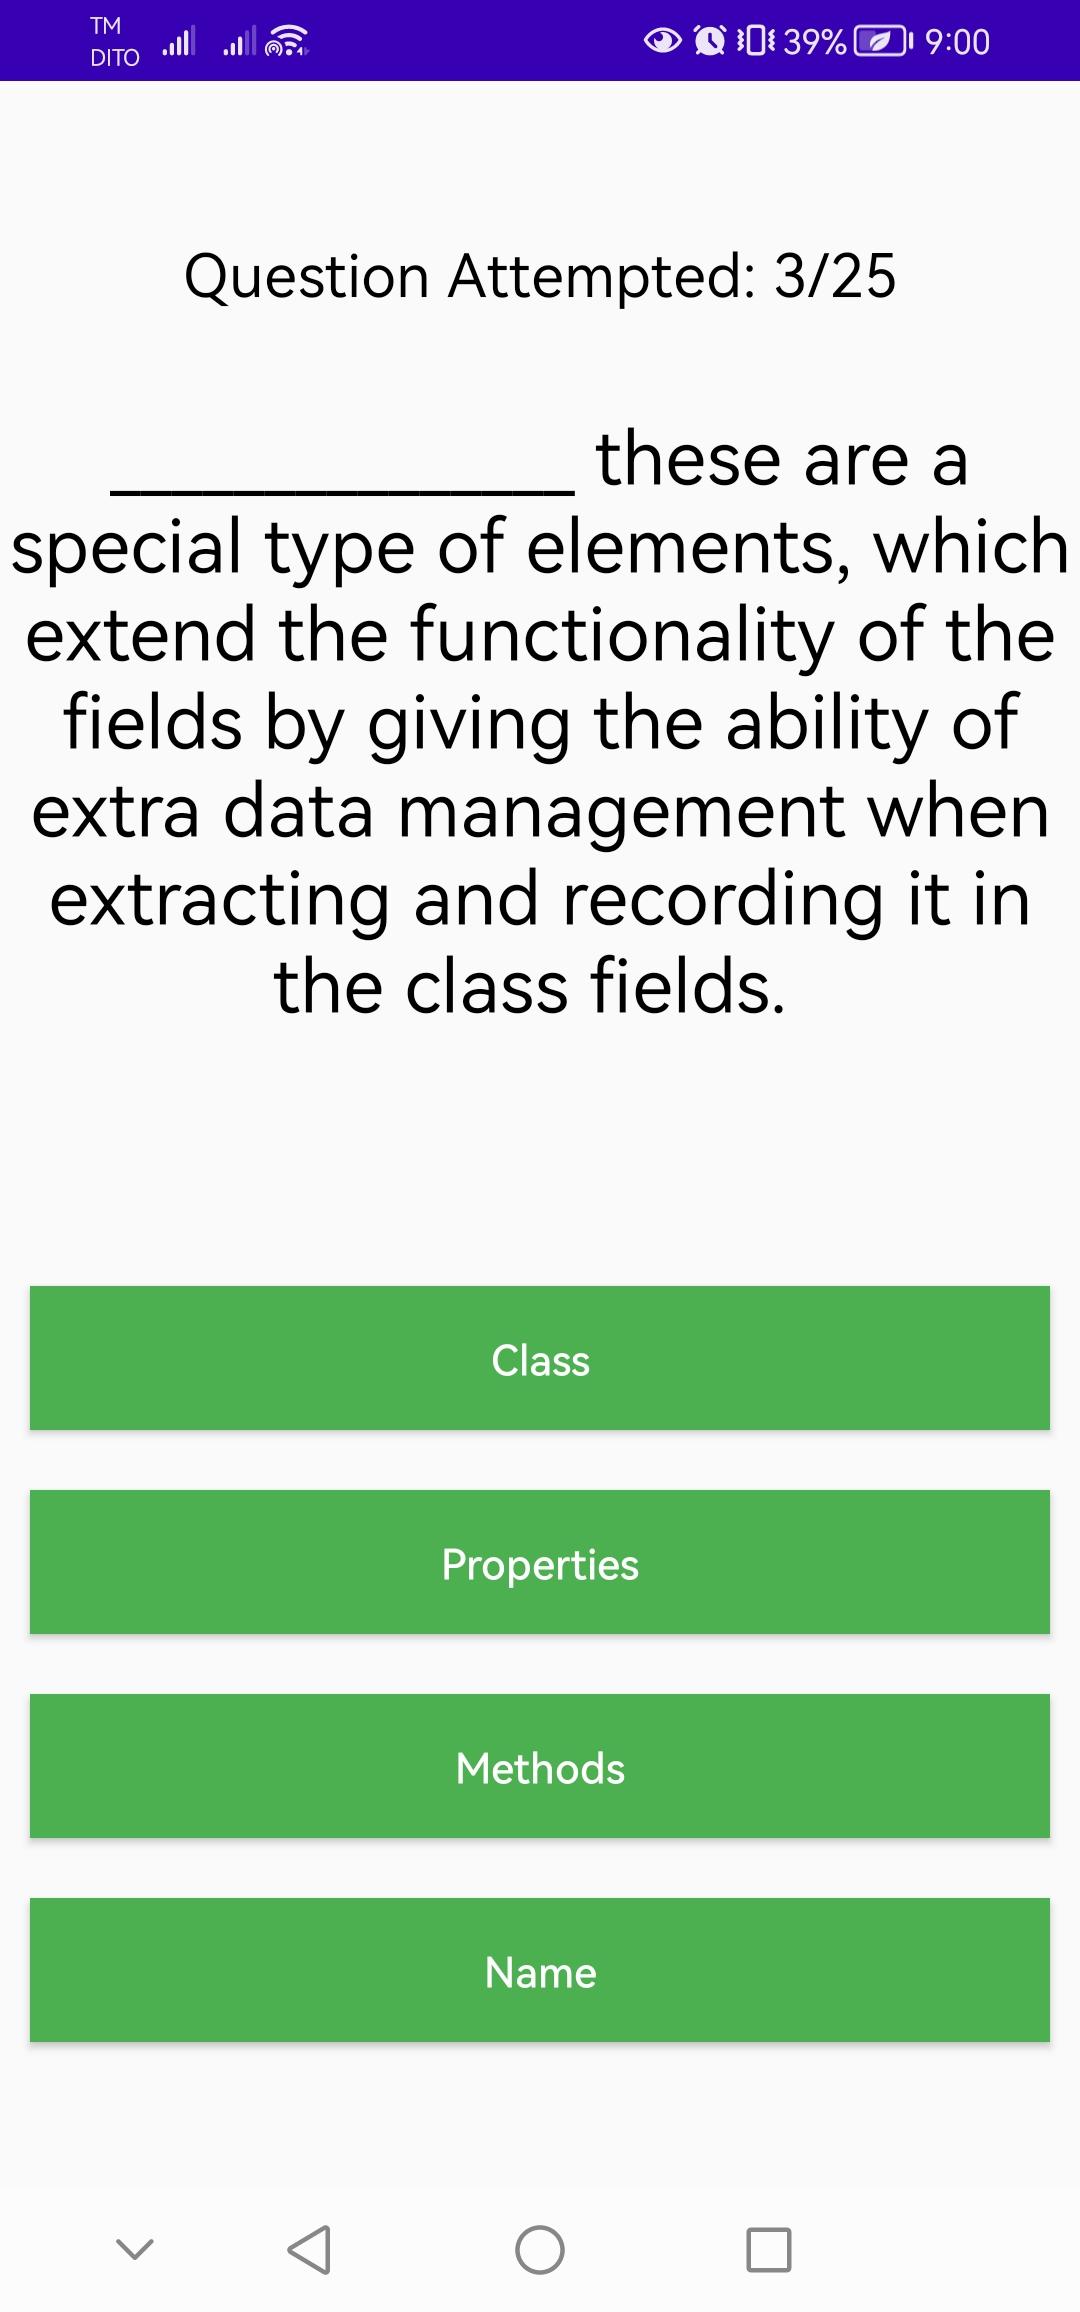 TM
DITO
39% 9:00
Question Attempted: 3/25
_______________ these are a
special type of elements, which
extend the functionality of the
fields by giving the ability of
extra data management when
extracting and recording it in
the class fields.
Class
Properties
Methods
Name